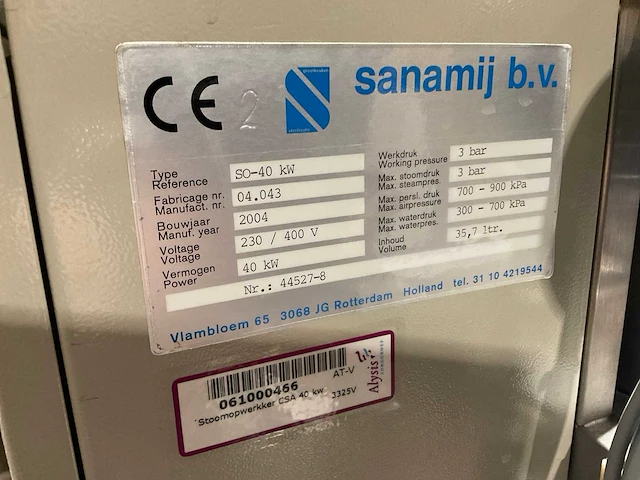 CE 2 sanamij b.v.
Type
Reference
SO-40 kW
Fabricage nr.
Manufact. nr.
04.043
Bouwjaar
Manuf. year
2004
Voltage
Voltage
230 / 400 V
Vermogen
Power
40 kW
Nr.: 44527-8
Werkdruk
Working pressure
3 bar
Max. stoomdruk
Max. steampres.
3 bar
Max. persl. druk
Max. airpressure
700 - 900 kPa
Max. waterdruk
Max. waterpres.
300 - 700 kPa
Inhoud
Volume
35,7 ltr.
Vlambloem 65 3068 JG Rotterdam Holland tel. 31 10 4219544
061000466
AT-V
Stoomopwerkker CSA 40 kw
3325V
Alysis